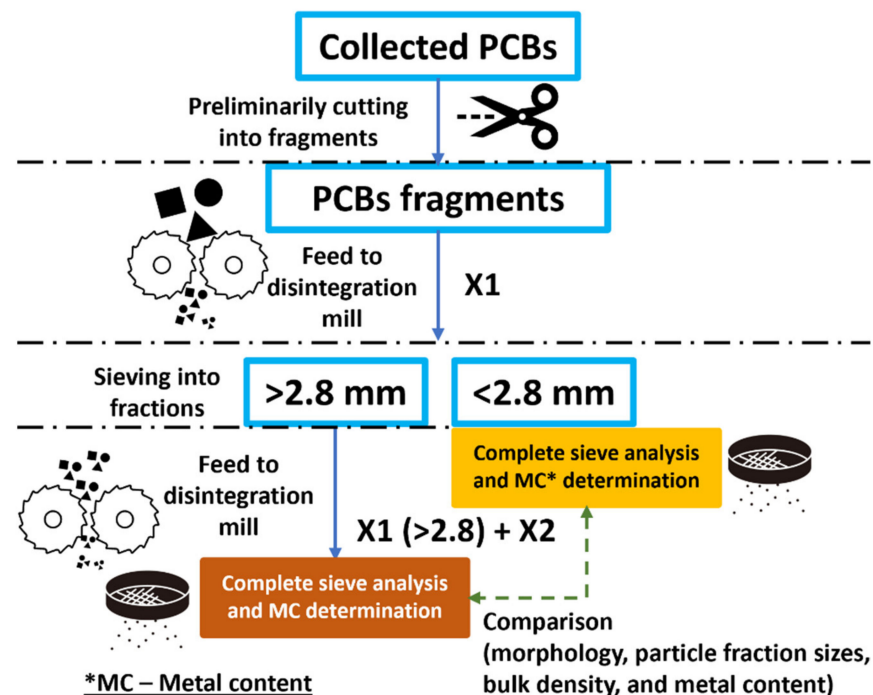 Collected PCBs
Preliminarily cutting
into fragments
PCBs fragments
Feed to
disintegration
mill
X1
Sieving into
fractions
>2.8 mm
<2.8 mm
Complete sieve analysis
and MC* determination
Feed to
disintegration
mill
X1 (>2.8) + X2
Complete sieve analysis
and MC determination
Comparison
(morphology, particle fraction sizes,
bulk density, and metal content)
*MC – Metal content